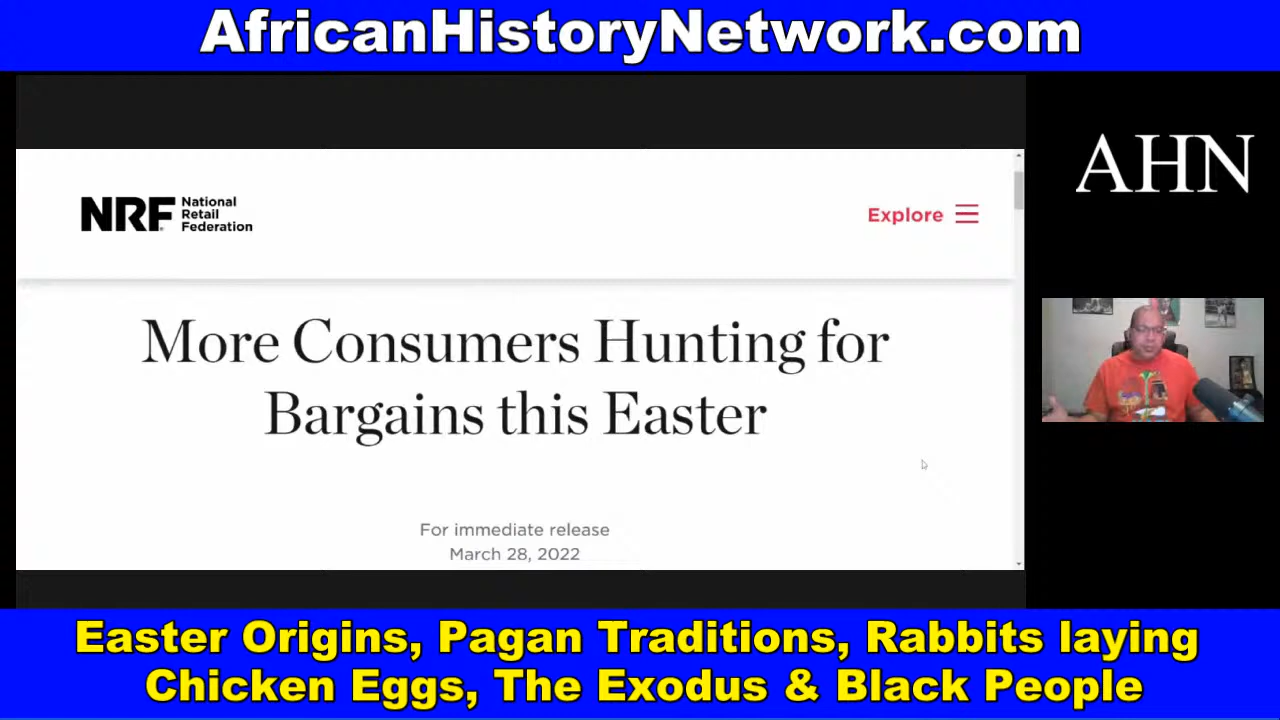 AfricanHistoryNetwork.com
AHN
NRF
National
Retail
Federation
Explore
More Consumers Hunting for
Bargains this Easter
For immediate release
March 28, 2022
Easter Origins, Pagan Traditions, Rabbits laying
Chicken Eggs, The Exodus & Black People